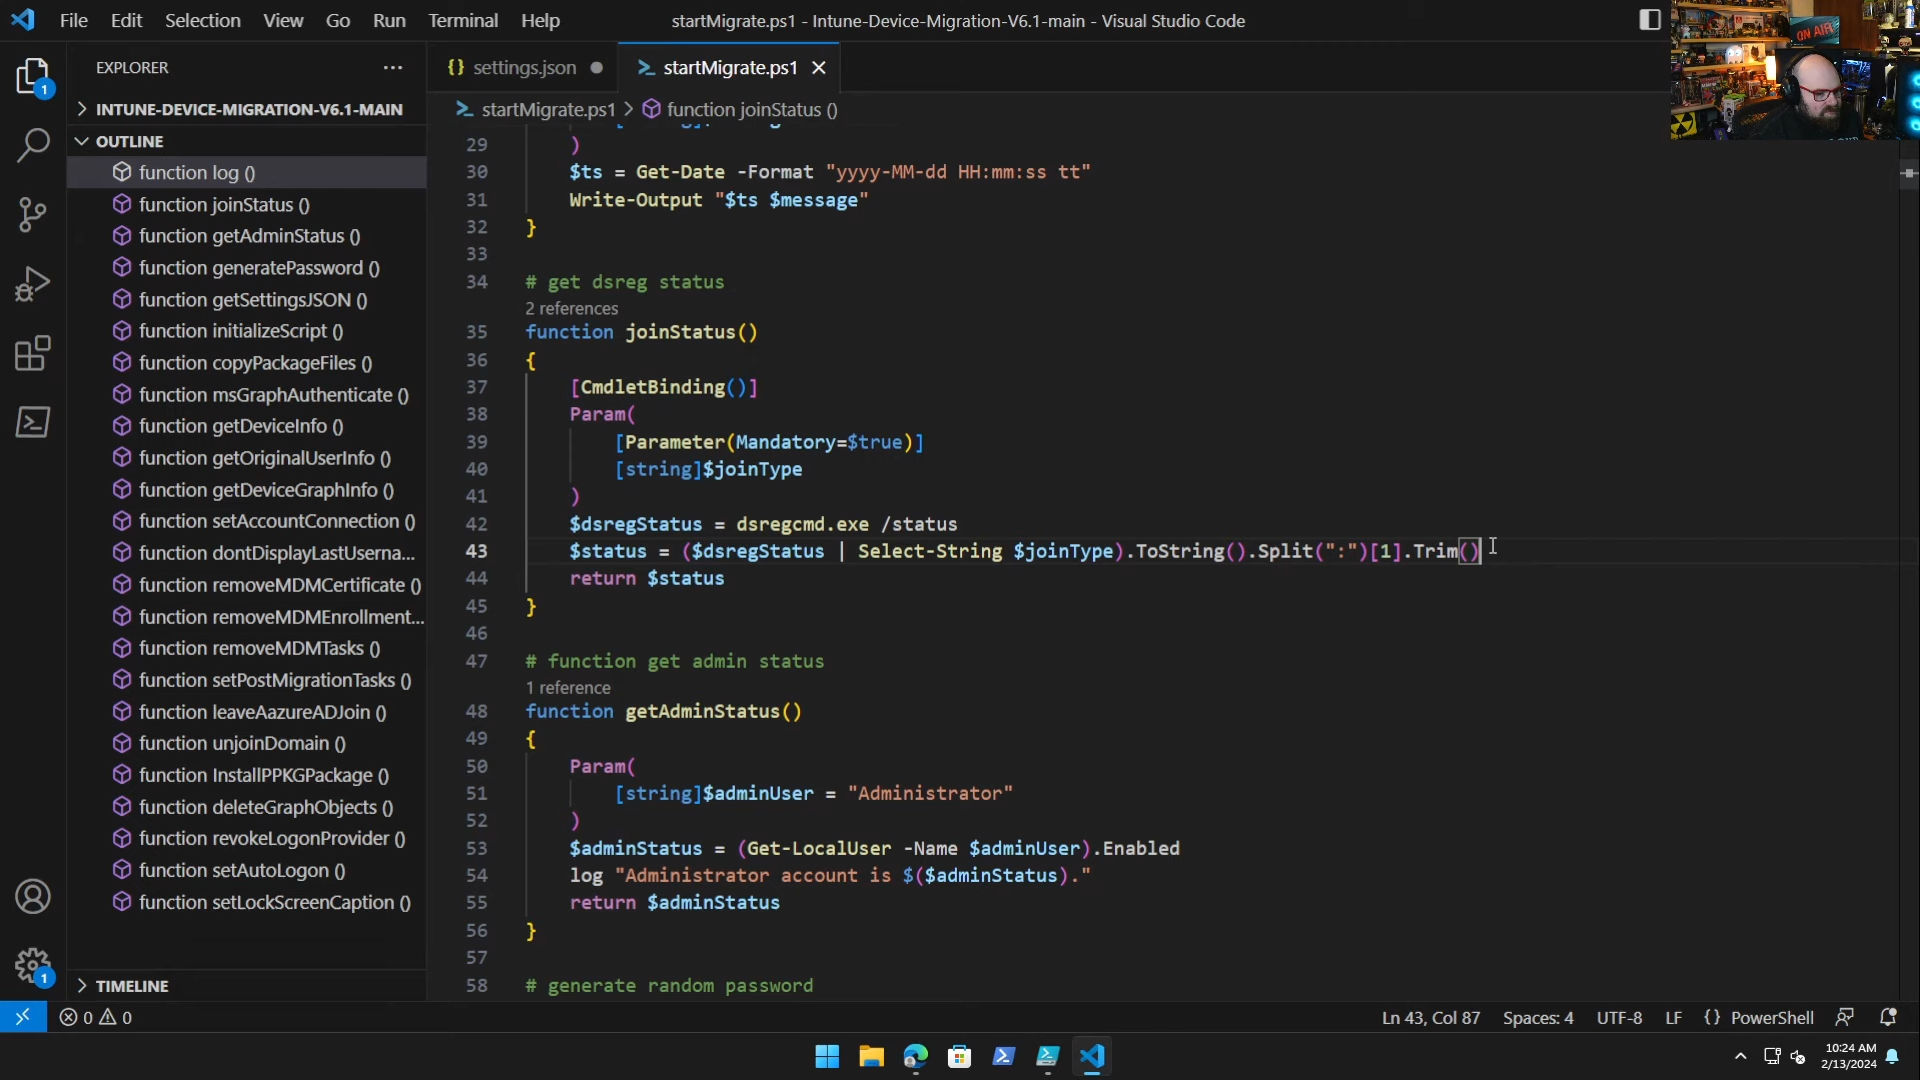 File Edit Selection View Go Run Terminal Help
startMigrate.ps1 - Intune-Device-Migration-V6.1-main - Visual Studio Code
ON AIR
EXPLORER
1
INTUNE-DEVICE-MIGRATION-V6.1-MAIN
OUTLINE
function log ()
function joinStatus ()
function getAdminStatus ()
function generatePassword ()
function getSettingsJSON ()
function initializeScript ()
function copyPackageFiles ()
function msGraphAuthenticate ()
function getDeviceInfo ()
function getOriginalUserInfo ()
function getDeviceGraphInfo ()
function setAccountConnection ()
function dontDisplayLastUserna...
function removeMDMCertificate ()
function removeMDMEnrollment...
function removeMDMTasks ()
function setPostMigrationTasks ()
function leaveAazureADJoin ()
function unjoinDomain ()
function InstallPPKGPackage ()
function deleteGraphObjects ()
function revokeLogonProvider ()
function setAutoLogon ()
function setLockScreenCaption ()
TIMELINE
1
settings.json
startMigrate.ps1
startMigrate.ps1 > function joinStatus ()
29 )
30 $ts = Get-Date -Format "yyyy-MM-dd HH:mm:ss tt"
31 Write-Output "$ts $message"
32 }
33
34 # get dsreg status
2 references
35 function joinStatus()
36 {
37 [CmdletBinding()]
38 Param(
39 [Parameter(Mandatory=$true)]
40 [string]$joinType
41 )
42 $dsregStatus = dsregcmd.exe /status
43 $status = ($dsregStatus | Select-String $joinType).ToString().Split(":")[1].Trim()
44 return $status
45 }
46
47 # function get admin status
1 reference
48 function getAdminStatus()
49 {
50 Param(
51 [string]$adminUser = "Administrator"
52 )
53 $adminStatus = (Get-LocalUser -Name $adminUser).Enabled
54 log "Administrator account is $($adminStatus)."
55 return $adminStatus
56 }
57
58 # generate random password
0 0
Ln 43, Col 87 Spaces: 4 UTF-8 LF {} PowerShell
10:24 AM
2/13/2024